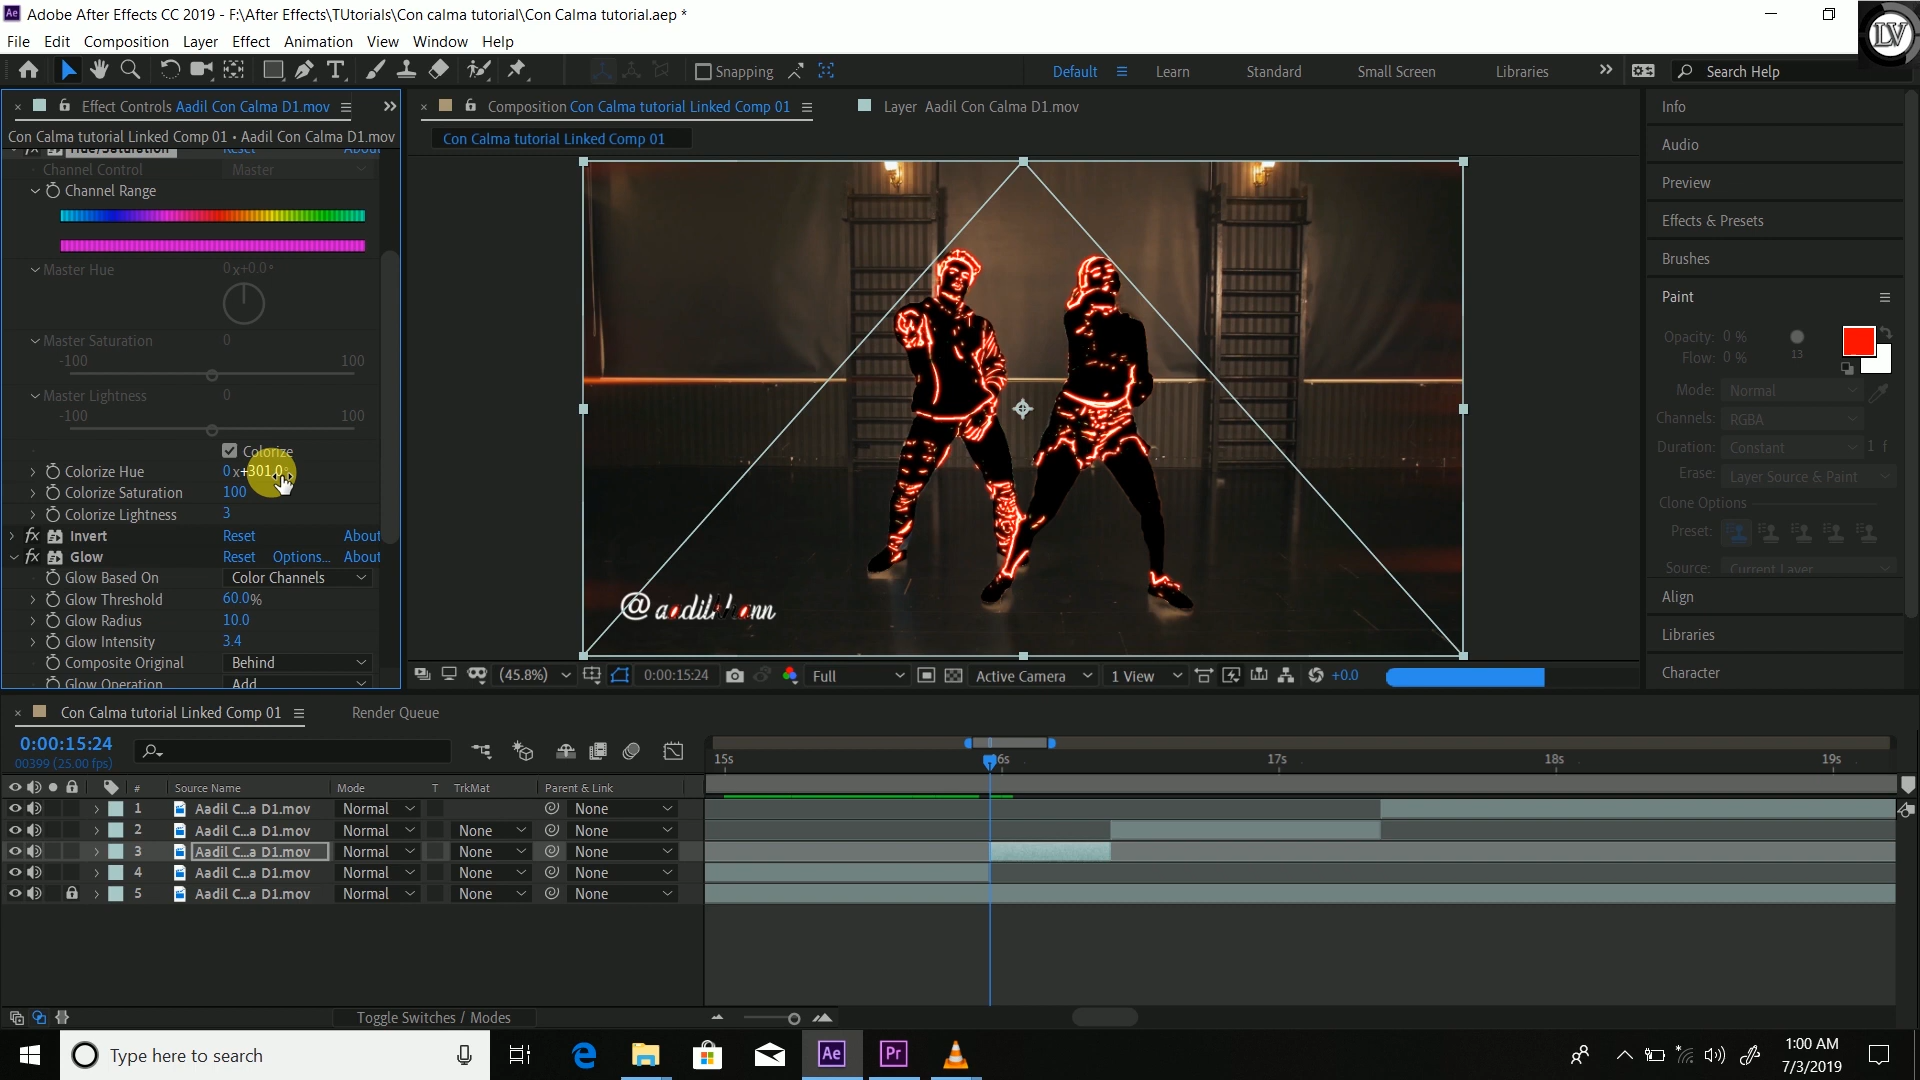 Adobe After Effects CC 2019 - F:\After Effects\TUtorials\Con calma tutorial\Con Calma tutorial.aep *
File Edit Composition Layer Effect Animation View Window Help
Snapping Default Learn Standard Small Screen Libraries Search Help
LV
Effect Controls Aadil Con Calma D1.mov
Con Calma tutorial Linked Comp 01 • Aadil Con Calma D1.mov
Hue/Saturation Reset About
Channel Control Master
Channel Range
Master Hue 0x+0.0°
Master Saturation 0
-100 100
Master Lightness 0
-100 100
Colorize
Colorize Hue 0x+301.0°
Colorize Saturation 100
Colorize Lightness 3
Invert Reset About
Glow Reset Options... About
Glow Based On Color Channels
Glow Threshold 60.0%
Glow Radius 10.0
Glow Intensity 3.4
Composite Original Behind
Glow Operation Add
Composition Con Calma tutorial Linked Comp 01 Layer Aadil Con Calma D1.mov
Con Calma tutorial Linked Comp 01
@aadilkhann
(45.8%) 0:00:15:24 Full Active Camera 1 View +0.0
Info
Audio
Preview
Effects & Presets
Brushes
Paint
Opacity: 0 %
Flow: 0 % 13
Mode: Normal
Channels: RGBA
Duration: Constant 1 f
Erase: Layer Source & Paint
Clone Options
Preset:
Source: Current Layer
Align
Libraries
Character
Con Calma tutorial Linked Comp 01 Render Queue
0:00:15:24
00399 (25.00 fps)
15s 16s 17s 18s 19s
# Source Name Mode T TrkMat Parent & Link
1 Aadil C...a D1.mov Normal None
2 Aadil C...a D1.mov Normal None None
3 Aadil C...a D1.mov Normal None None
4 Aadil C...a D1.mov Normal None None
5 Aadil C...a D1.mov Normal None None
Toggle Switches / Modes
Type here to search Ae Pr 1:00 AM
7/3/2019